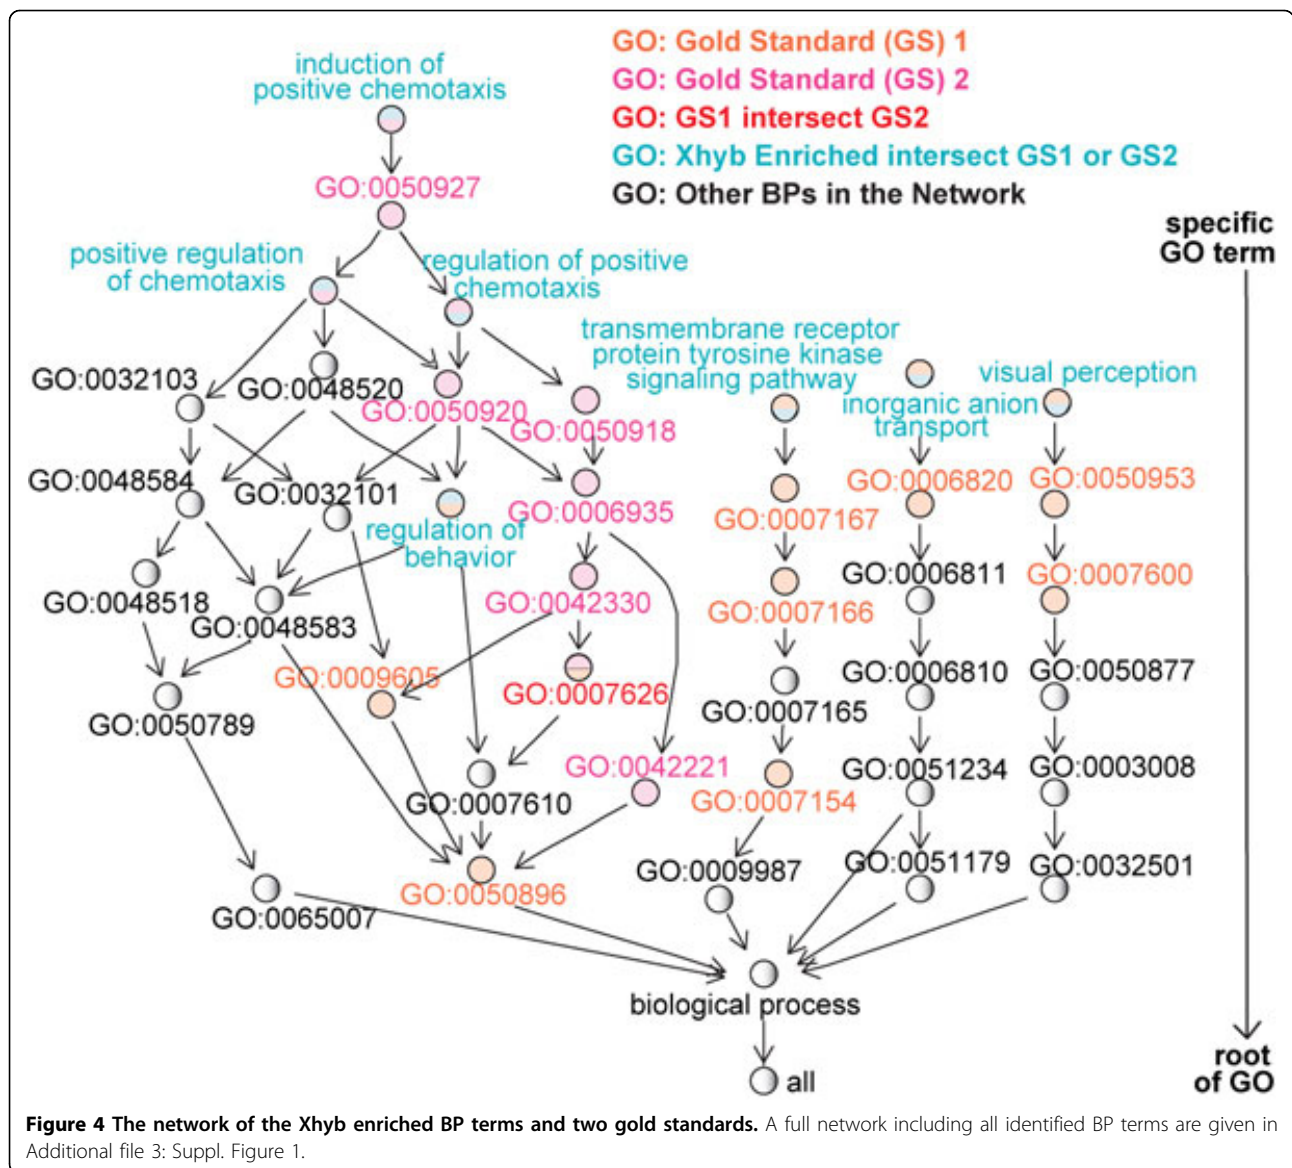 GO: Gold Standard (GS) 1
GO: Gold Standard (GS) 2
GO: GS1 intersect GS2
GO: Xhyb Enriched intersect GS1 or GS2
GO: Other BPs in the Network
specific
GO term
induction of
positive chemotaxis
GO:0050927
positive regulation
of chemotaxis
regulation of positive
chemotaxis
transmembrane receptor
protein tyrosine kinase
signaling pathway
inorganic anion
transport
visual perception
GO:0032103
GO:0048520
GO:0050920
GO:0050918
GO:0048584
GO:0032101
GO:0006935
GO:0007167
GO:0006820
GO:0050953
regulation of
behavior
GO:0048518
GO:0048583
GO:0042330
GO:0007166
GO:0006811
GO:0007600
GO:0009605
GO:0007626
GO:0007165
GO:0006810
GO:0050877
GO:0050789
GO:0007610
GO:0042221
GO:0007154
GO:0051234
GO:0003008
GO:0065007
GO:0050896
GO:0009987
GO:0051179
GO:0032501
biological process
all
root
of GO
Figure 4 The network of the Xhyb enriched BP terms and two gold standards. A full network including all identified BP terms are given in
Additional file 3: Suppl. Figure 1.